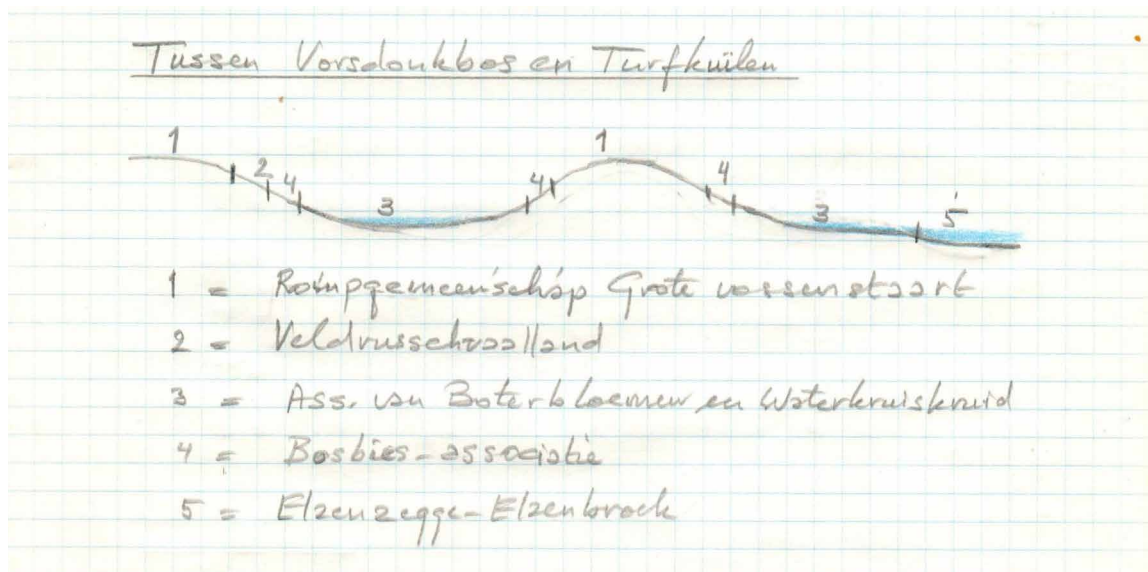 Tussen Vorsdonkbos en Turfkuilen
1 2 4 3 4 1 4 3 5
1 = Rompgemeenschap Grote vossenstaart
2 = Veldrusschraalland
3 = Ass. van Boterbloemen en Waterkruiskruid
4 = Bosbies-associatie
5 = Elzenzegge-Elzenbroek